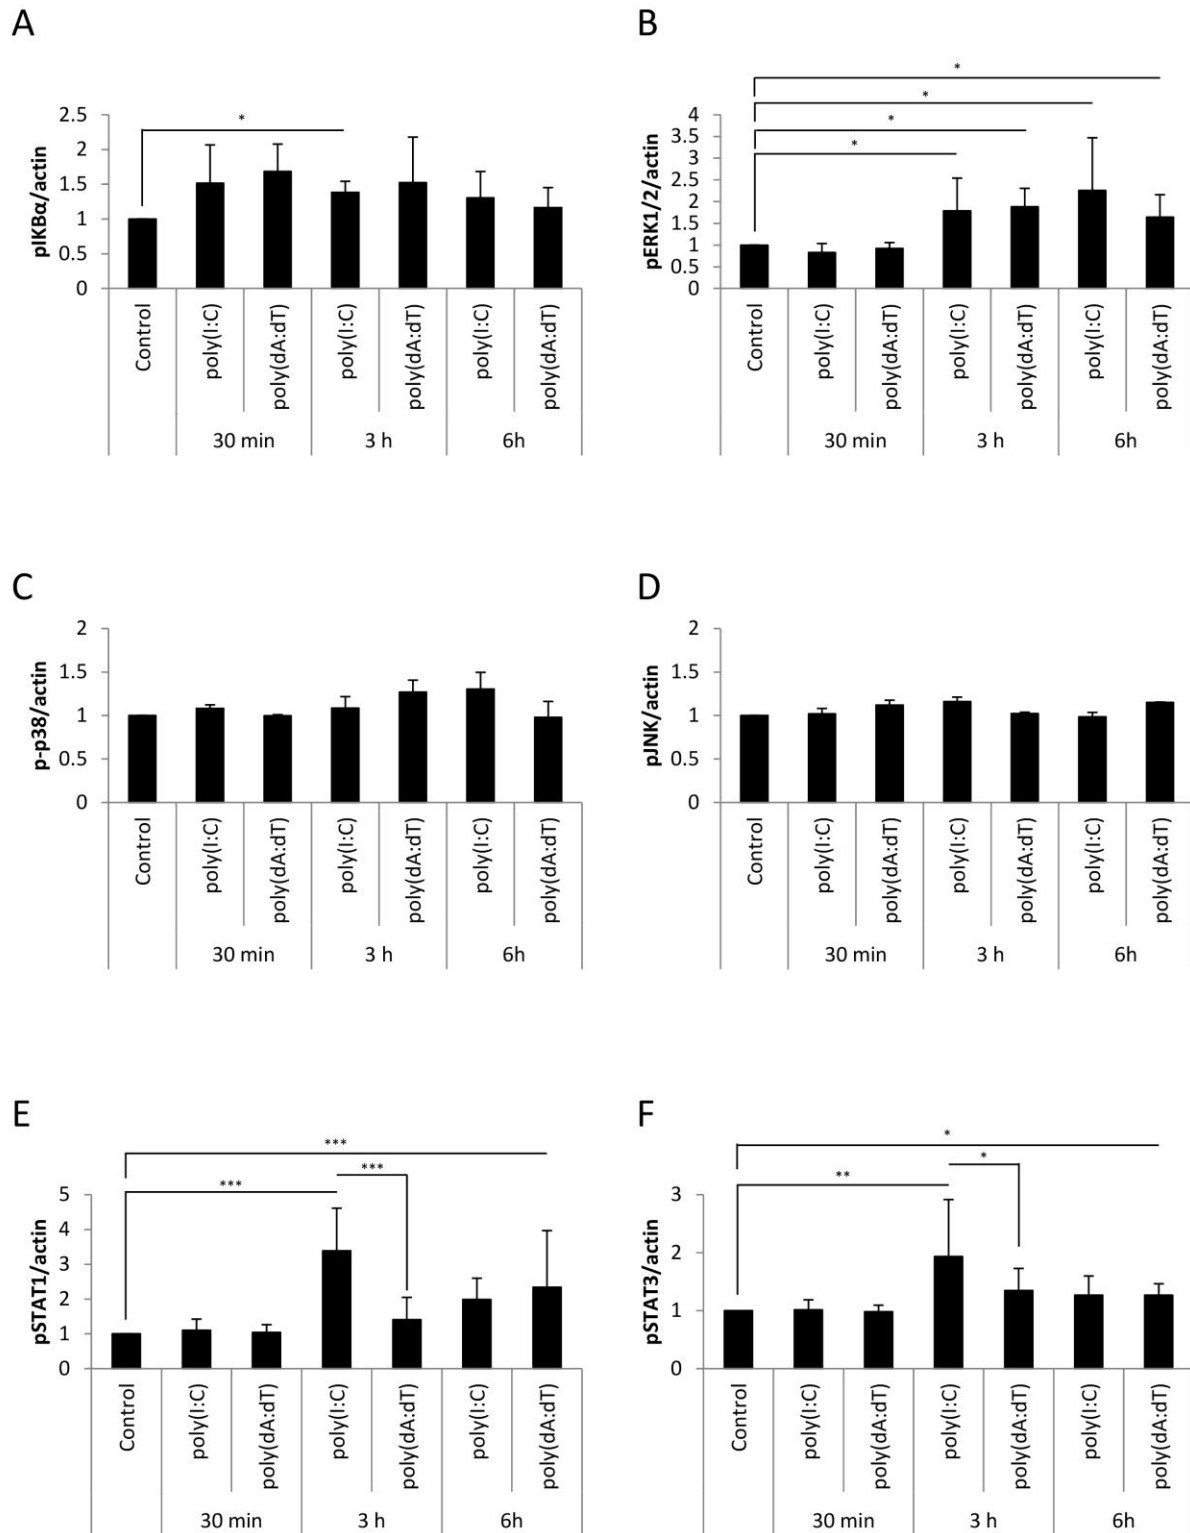 A
pIKBα/actin
*
2.5
2
1.5
1
0.5
0
Control
poly(I:C)
poly(dA:dT)
poly(I:C)
poly(dA:dT)
poly(I:C)
poly(dA:dT)
30 min
3 h
6h
B
pERK1/2/actin
*
*
*
*
4
3.5
3
2.5
2
1.5
1
0.5
0
Control
poly(I:C)
poly(dA:dT)
poly(I:C)
poly(dA:dT)
poly(I:C)
poly(dA:dT)
30 min
3 h
6h
C
p-p38/actin
2
1.5
1
0.5
0
Control
poly(I:C)
poly(dA:dT)
poly(I:C)
poly(dA:dT)
poly(I:C)
poly(dA:dT)
30 min
3 h
6h
D
pJNK/actin
2
1.5
1
0.5
0
Control
poly(I:C)
poly(dA:dT)
poly(I:C)
poly(dA:dT)
poly(I:C)
poly(dA:dT)
30 min
3 h
6h
E
pSTAT1/actin
***
***
***
5
4
3
2
1
0
Control
poly(I:C)
poly(dA:dT)
poly(I:C)
poly(dA:dT)
poly(I:C)
poly(dA:dT)
30 min
3 h
6h
F
pSTAT3/actin
*
*
**
3
2
1
0
Control
poly(I:C)
poly(dA:dT)
poly(I:C)
poly(dA:dT)
poly(I:C)
poly(dA:dT)
30 min
3 h
6h